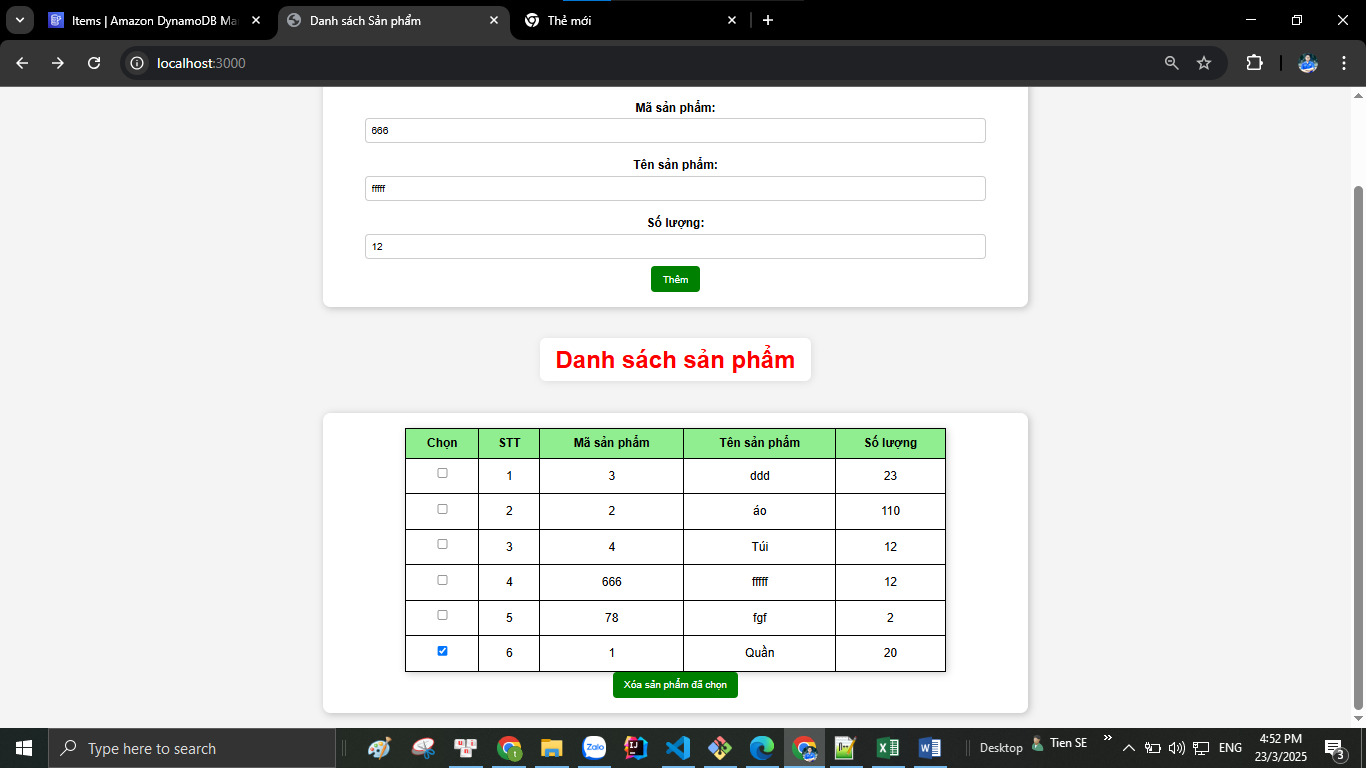 Items | Amazon DynamoDB Ma
Danh sách Sản phẩm
Thẻ mới
localhost:3000
Mã sản phẩm:
666
Tên sản phẩm:
fffff
Số lượng:
12
Thêm
Danh sách sản phẩm
Chọn STT Mã sản phẩm Tên sản phẩm Số lượng
1 3 ddd 23
2 2 áo 110
3 4 Túi 12
4 666 fffff 12
5 78 fgf 2
6 1 Quần 20
Xóa sản phẩm đã chọn
Type here to search
Zalo
Desktop
Tien SE
ENG
4:52 PM
23/3/2025
3